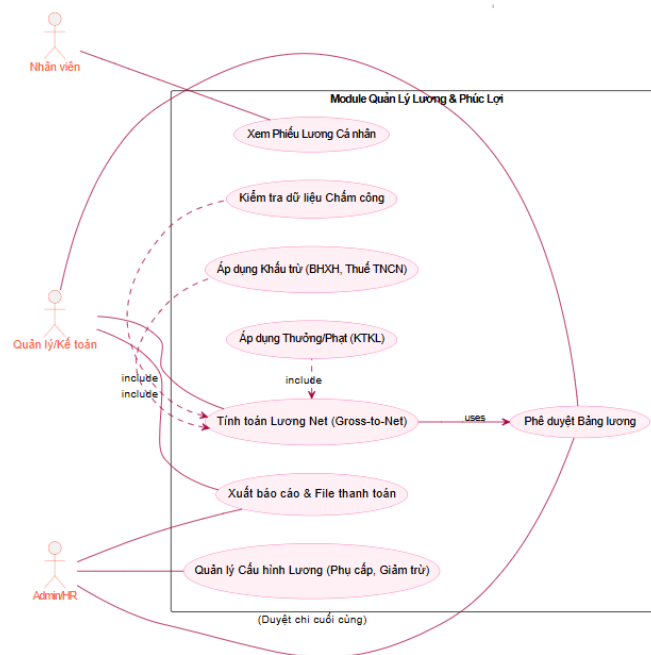 Nhân viên
Module Quản Lý Lương & Phúc Lợi
Xem Phiếu Lương Cá nhân
Kiểm tra dữ liệu Chấm công
Áp dụng Khấu trừ (BHXH, Thuế TNCN)
Quản lý/Kế toán
Áp dụng Thưởng/Phạt (KTKL)
include
include
include
Tính toán Lương Net (Gross-to-Net)
uses
Phê duyệt Bảng lương
Xuất báo cáo & File thanh toán
Quản lý Cấu hình Lương (Phụ cấp, Giảm trừ)
Admin/HR
(Duyệt chi cuối cùng)